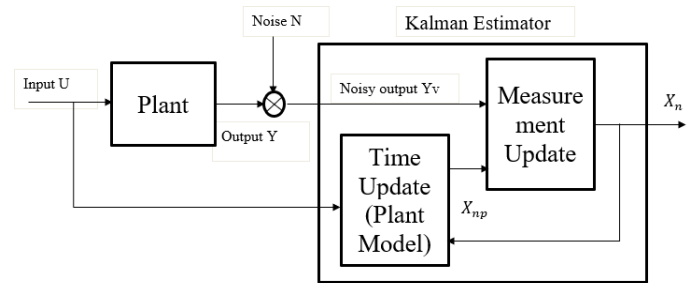 Noise N
Kalman Estimator
Input U
Plant
Noisy output Yv
Output Y
Measure
ment
Update
Xn
Time
Update
(Plant
Model)
Xnp